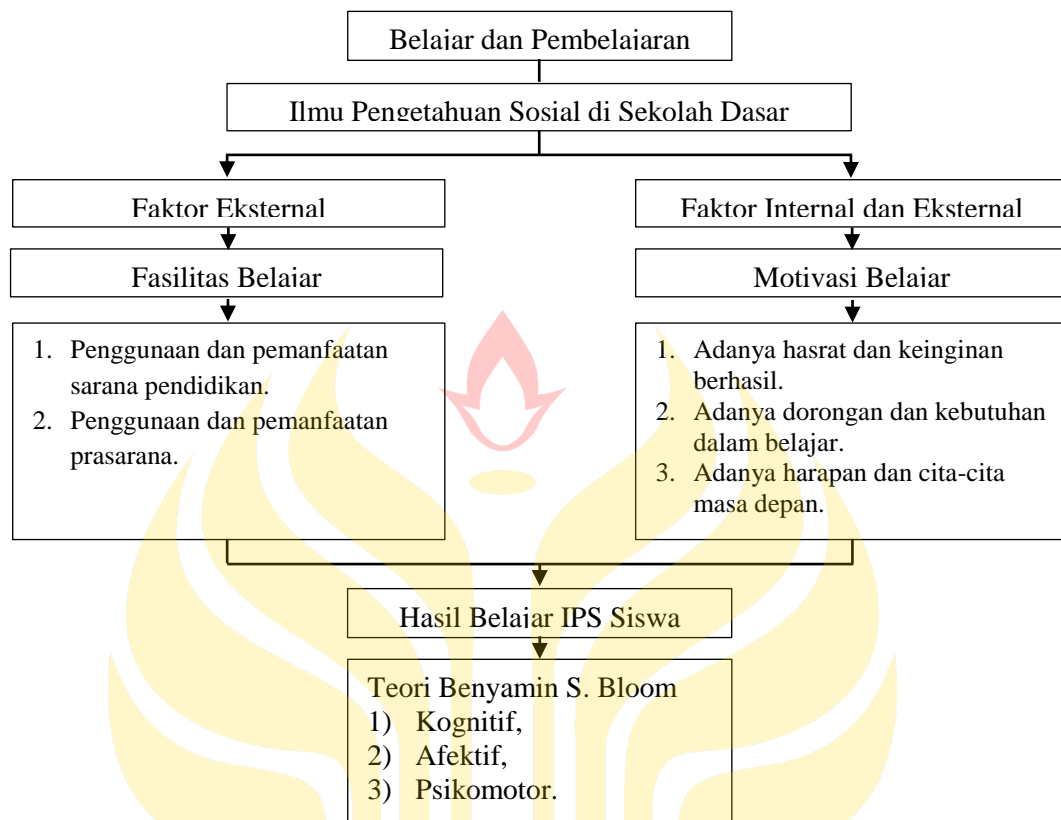 Belajar dan Pembelajaran
Ilmu Pengetahuan Sosial di Sekolah Dasar
Faktor Eksternal
Faktor Internal dan Eksternal
Fasilitas Belajar
Motivasi Belajar
1. Penggunaan dan pemanfaatan
sarana pendidikan.
2. Penggunaan dan pemanfaatan
prasarana.
1. Adanya hasrat dan keinginan
berhasil.
2. Adanya dorongan dan kebutuhan
dalam belajar.
3. Adanya harapan dan cita-cita
masa depan.
Hasil Belajar IPS Siswa
Teori Benyamin S. Bloom
1) Kognitif,
2) Afektif,
3) Psikomotor.